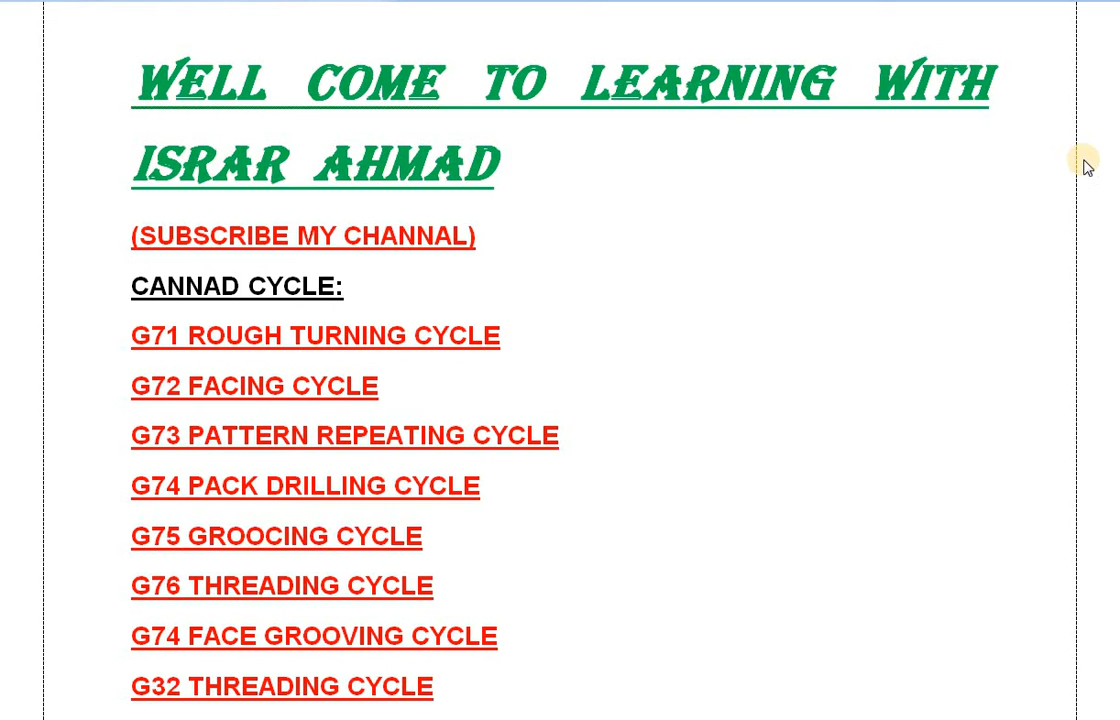 WELL COME TO LEARNING WITH
ISRAR AHMAD
(SUBSCRIBE MY CHANNAL)
CANNAD CYCLE:
G71 ROUGH TURNING CYCLE
G72 FACING CYCLE
G73 PATTERN REPEATING CYCLE
G74 PACK DRILLING CYCLE
G75 GROOCING CYCLE
G76 THREADING CYCLE
G74 FACE GROOVING CYCLE
G32 THREADING CYCLE